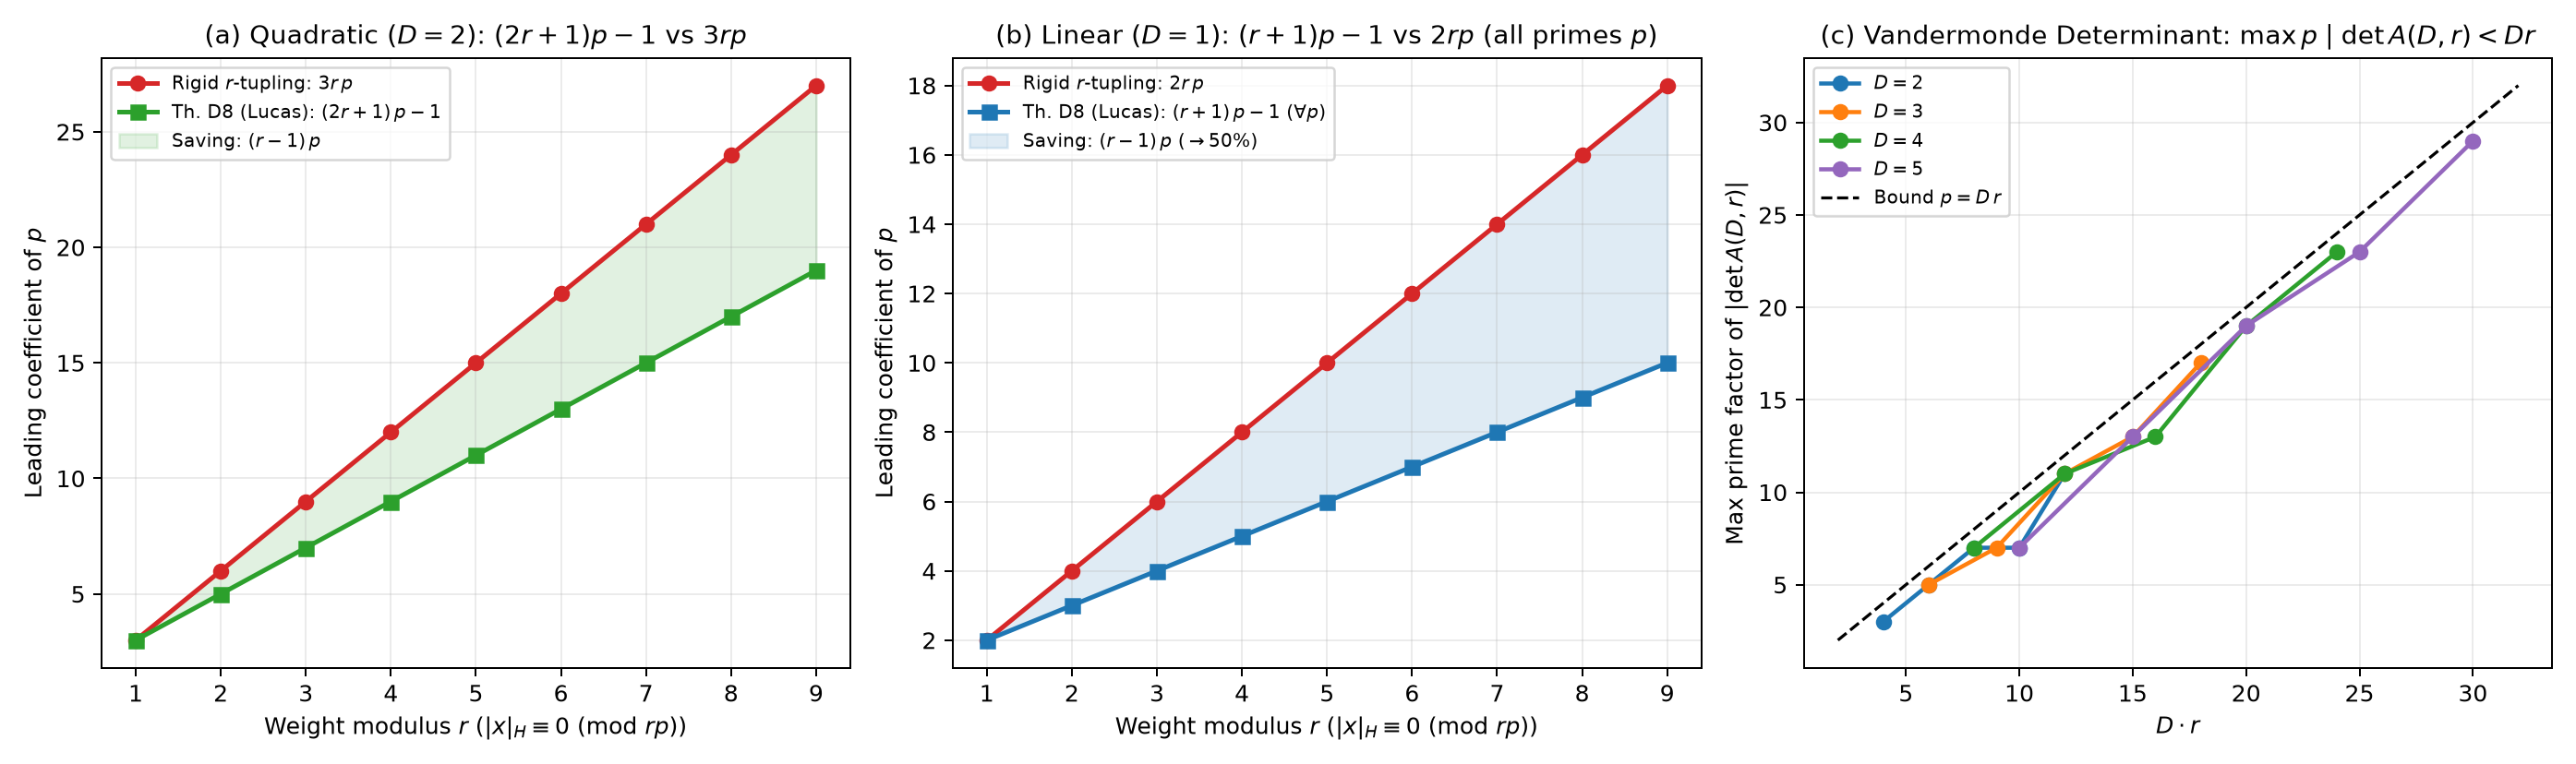 (a) Quadratic (D = 2): (2r + 1)p − 1 vs 3rp
Rigid r-tupling: 3r p
Th. D8 (Lucas): (2r + 1) p − 1
Saving: (r − 1) p
Leading coefficient of p
25
20
15
10
5
1 2 3 4 5 6 7 8 9
Weight modulus r (|x|_H ≡ 0 (mod rp))
(b) Linear (D = 1): (r + 1)p − 1 vs 2rp (all primes p)
Rigid r-tupling: 2r p
Th. D8 (Lucas): (r + 1) p − 1 (∀p)
Saving: (r − 1) p (→ 50%)
Leading coefficient of p
18
16
14
12
10
8
6
4
2
1 2 3 4 5 6 7 8 9
Weight modulus r (|x|_H ≡ 0 (mod rp))
(c) Vandermonde Determinant: max p | det A(D, r) < Dr
D = 2
D = 3
D = 4
D = 5
Bound p = D r
Max prime factor of |det A(D, r)|
30
25
20
15
10
5
5 10 15 20 25 30
D · r